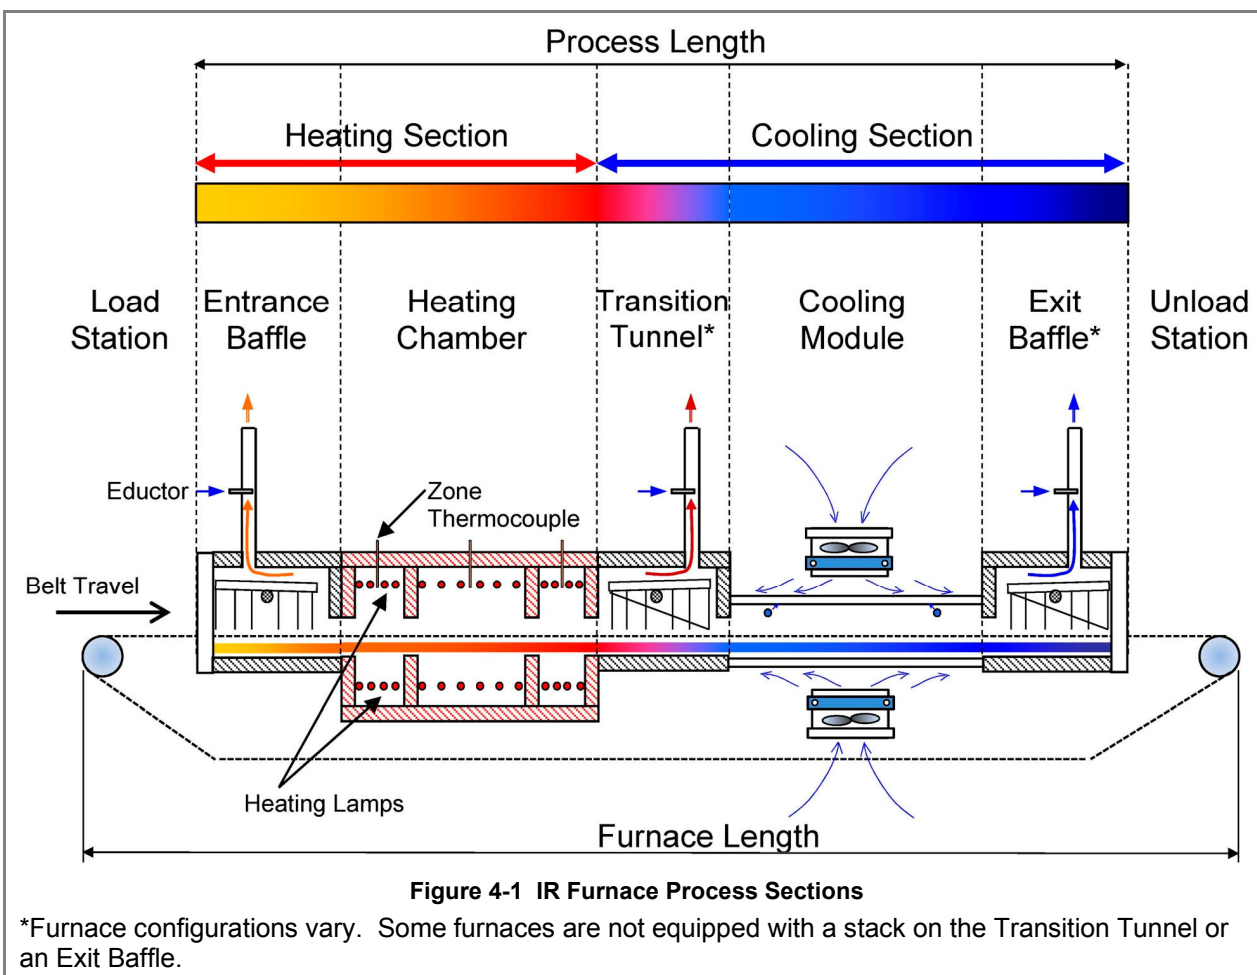 Process Length
Heating Section
Cooling Section
Load
Station
Entrance
Baffle
Heating
Chamber
Transition
Tunnel*
Cooling
Module
Exit
Baffle*
Unload
Station
Eductor
Zone
Thermocouple
Belt Travel
Heating Lamps
Furnace Length
Figure 4-1 IR Furnace Process Sections
*Furnace configurations vary. Some furnaces are not equipped with a stack on the Transition Tunnel or
an Exit Baffle.